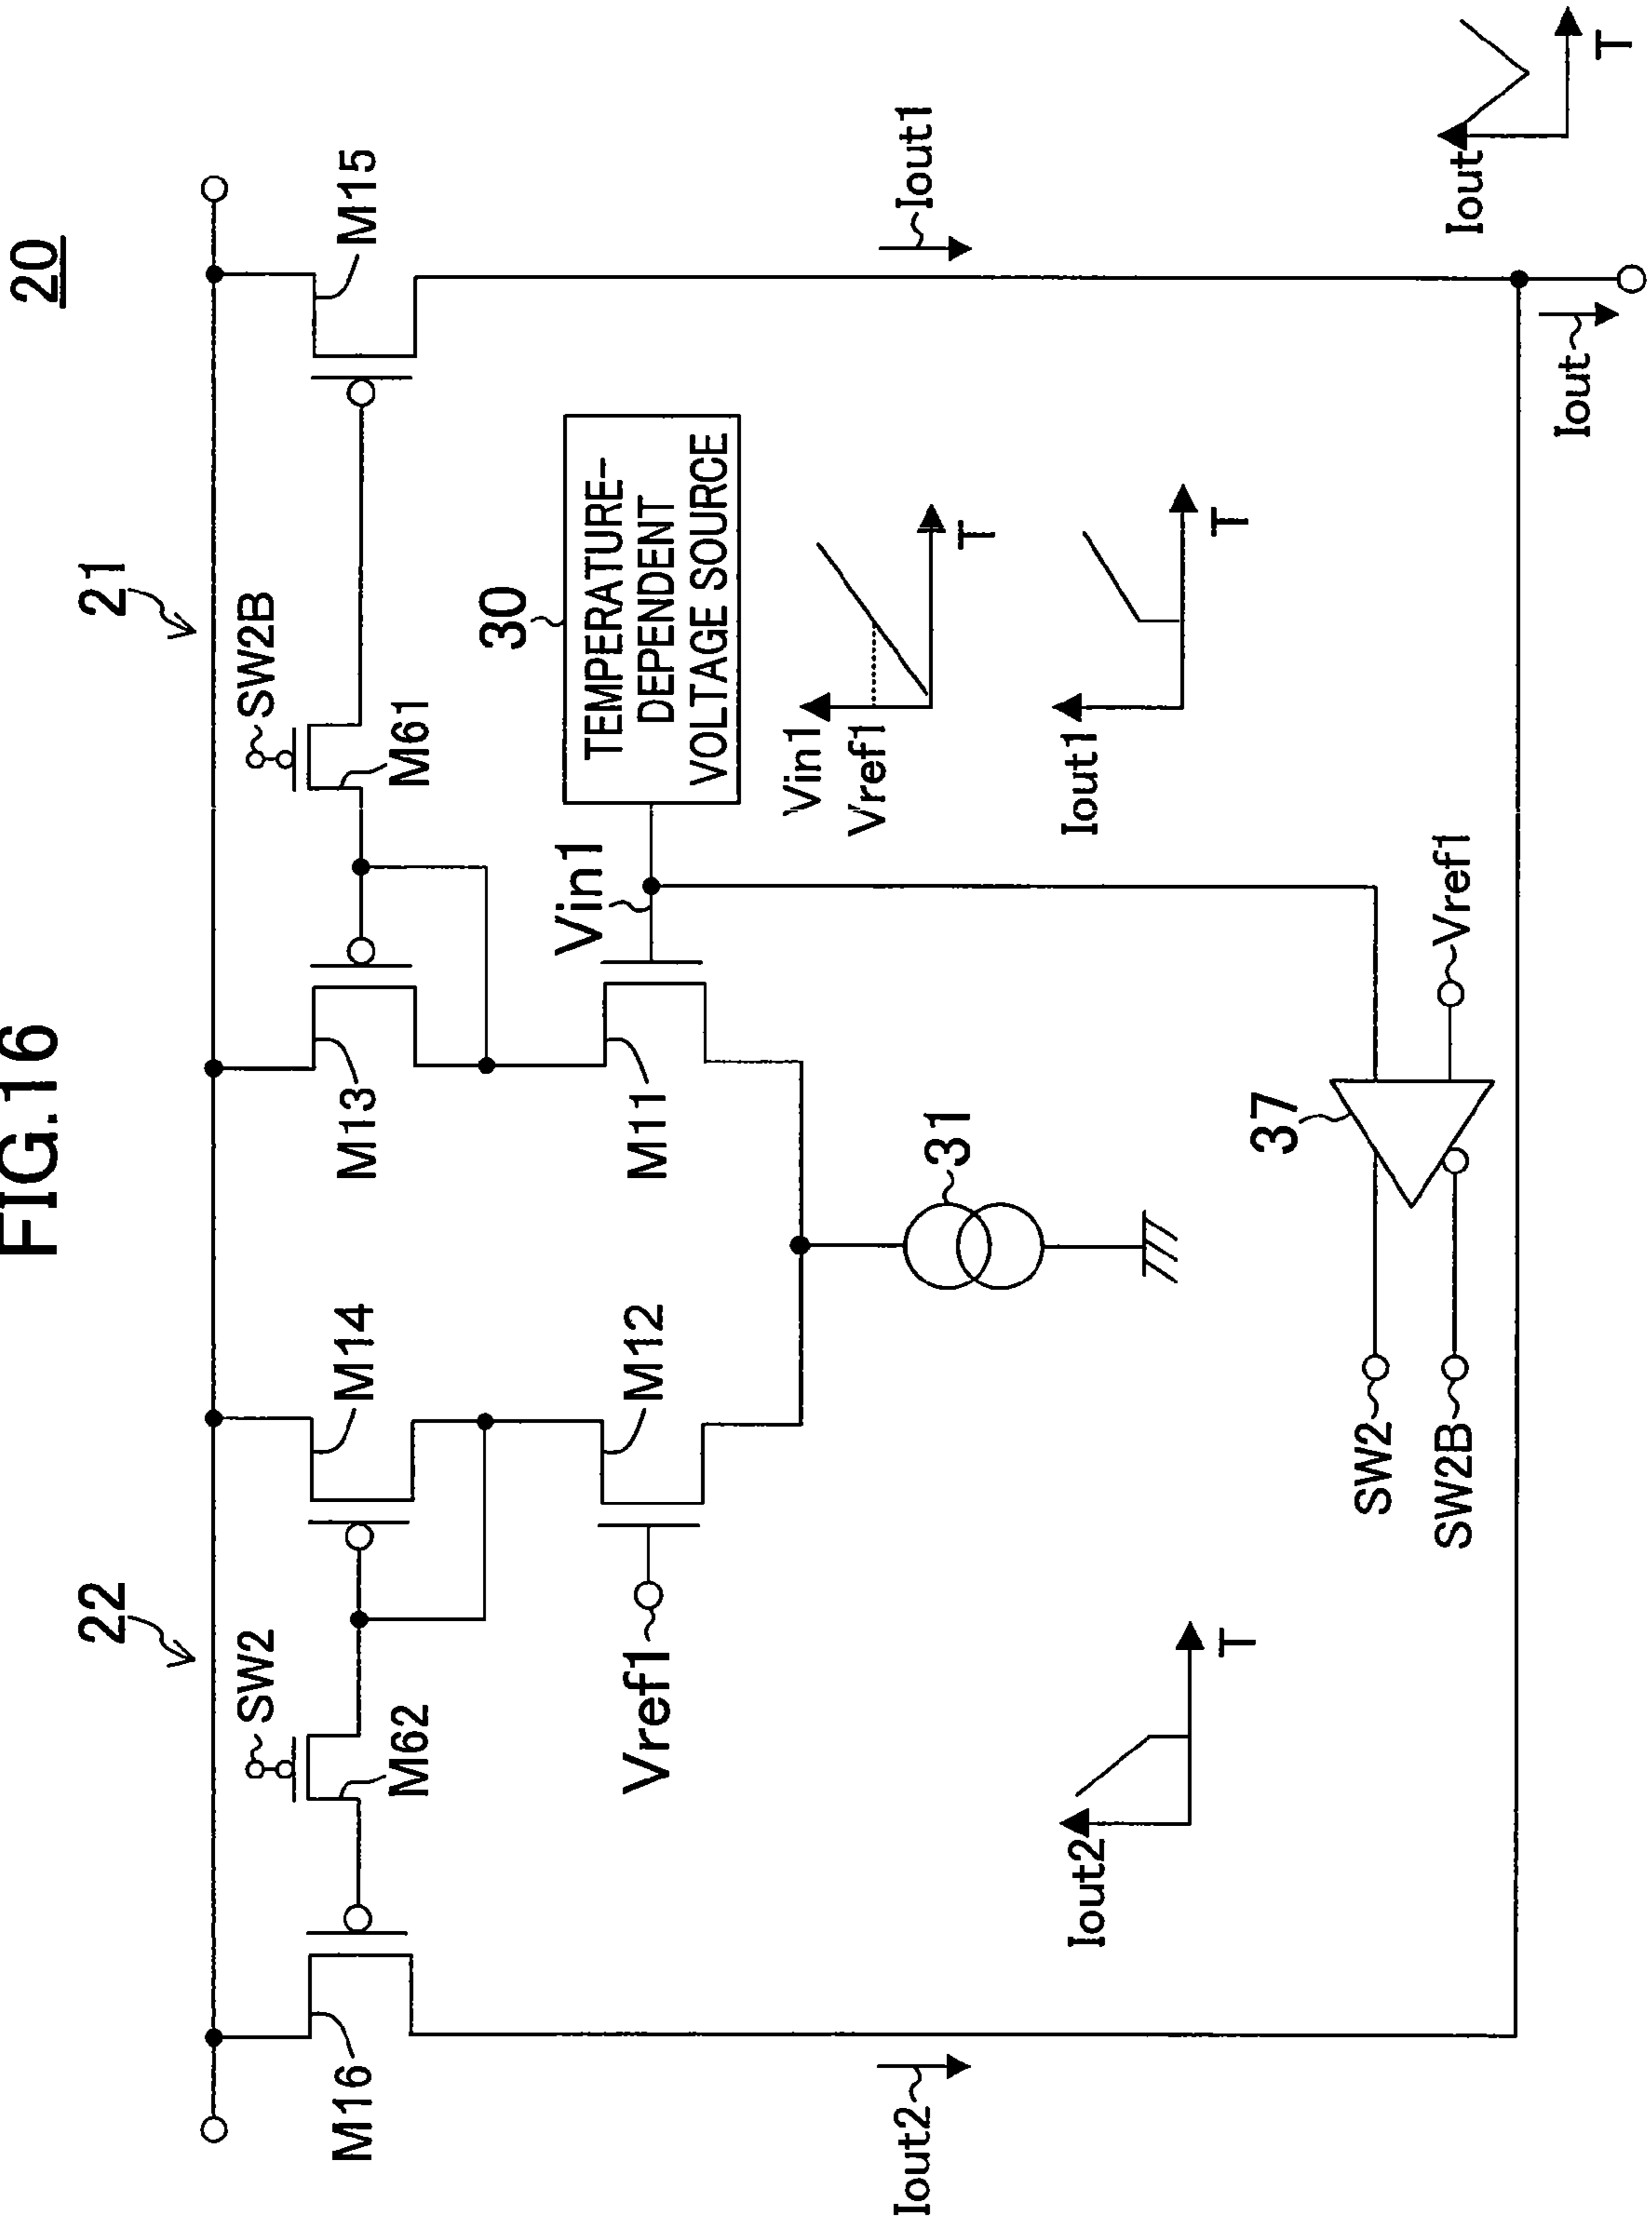 FIG.16
20
22
21
SW2
SW2B
M62
M61
M16
M14
M13
M15
30
TEMPERATURE-
DEPENDENT
VOLTAGE SOURCE
Vref1
M12
M11
Vin1
Vin1
Vref1
T
31
Iout2
Iout1
Iout2
T
Iout1
T
37
SW2
SW2B
Vref1
Iout
Iout
T